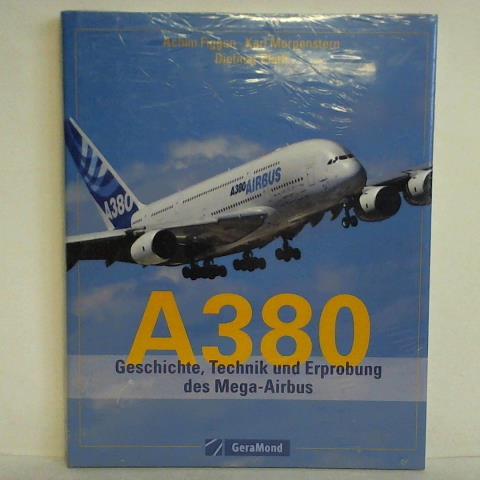 Achim Figgen Karl Morgenstern
Dietmar Plath
A380
A380 AIRBUS
A380
Geschichte, Technik und Erprobung
des Mega-Airbus
GeraMond